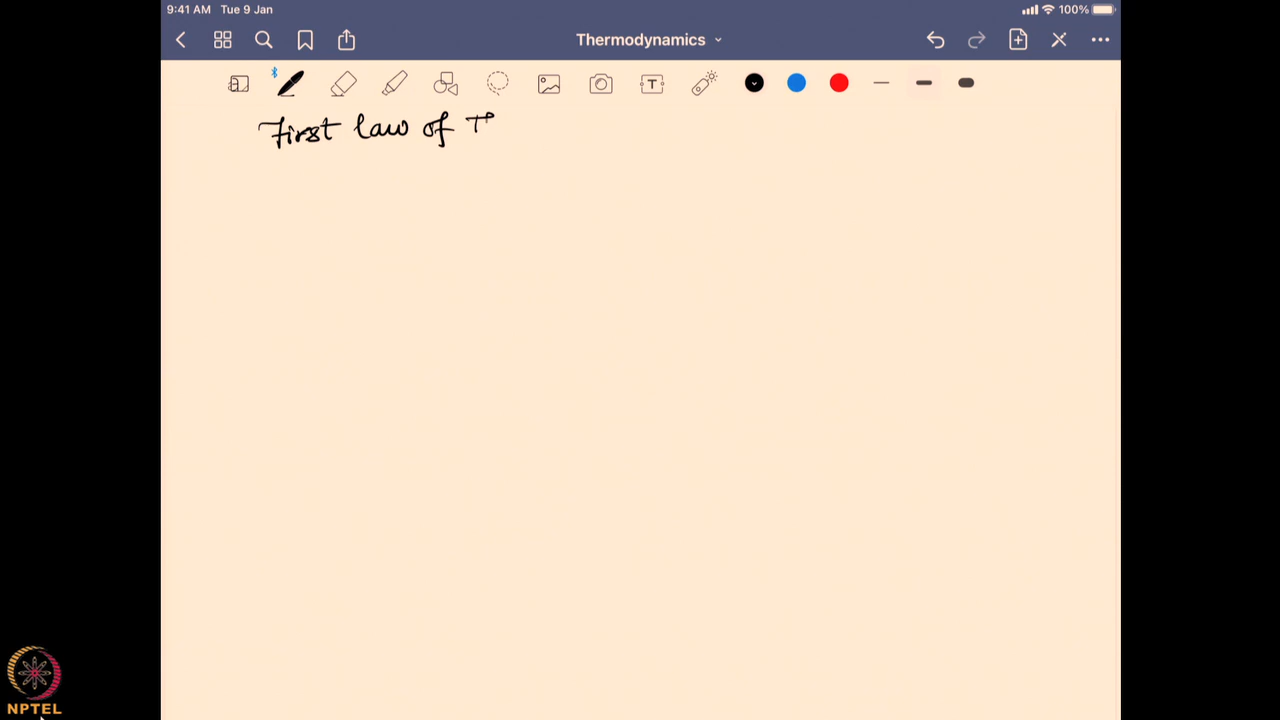 9:41 AM Tue 9 Jan 100%
Thermodynamics
T
First law of T
NPTEL